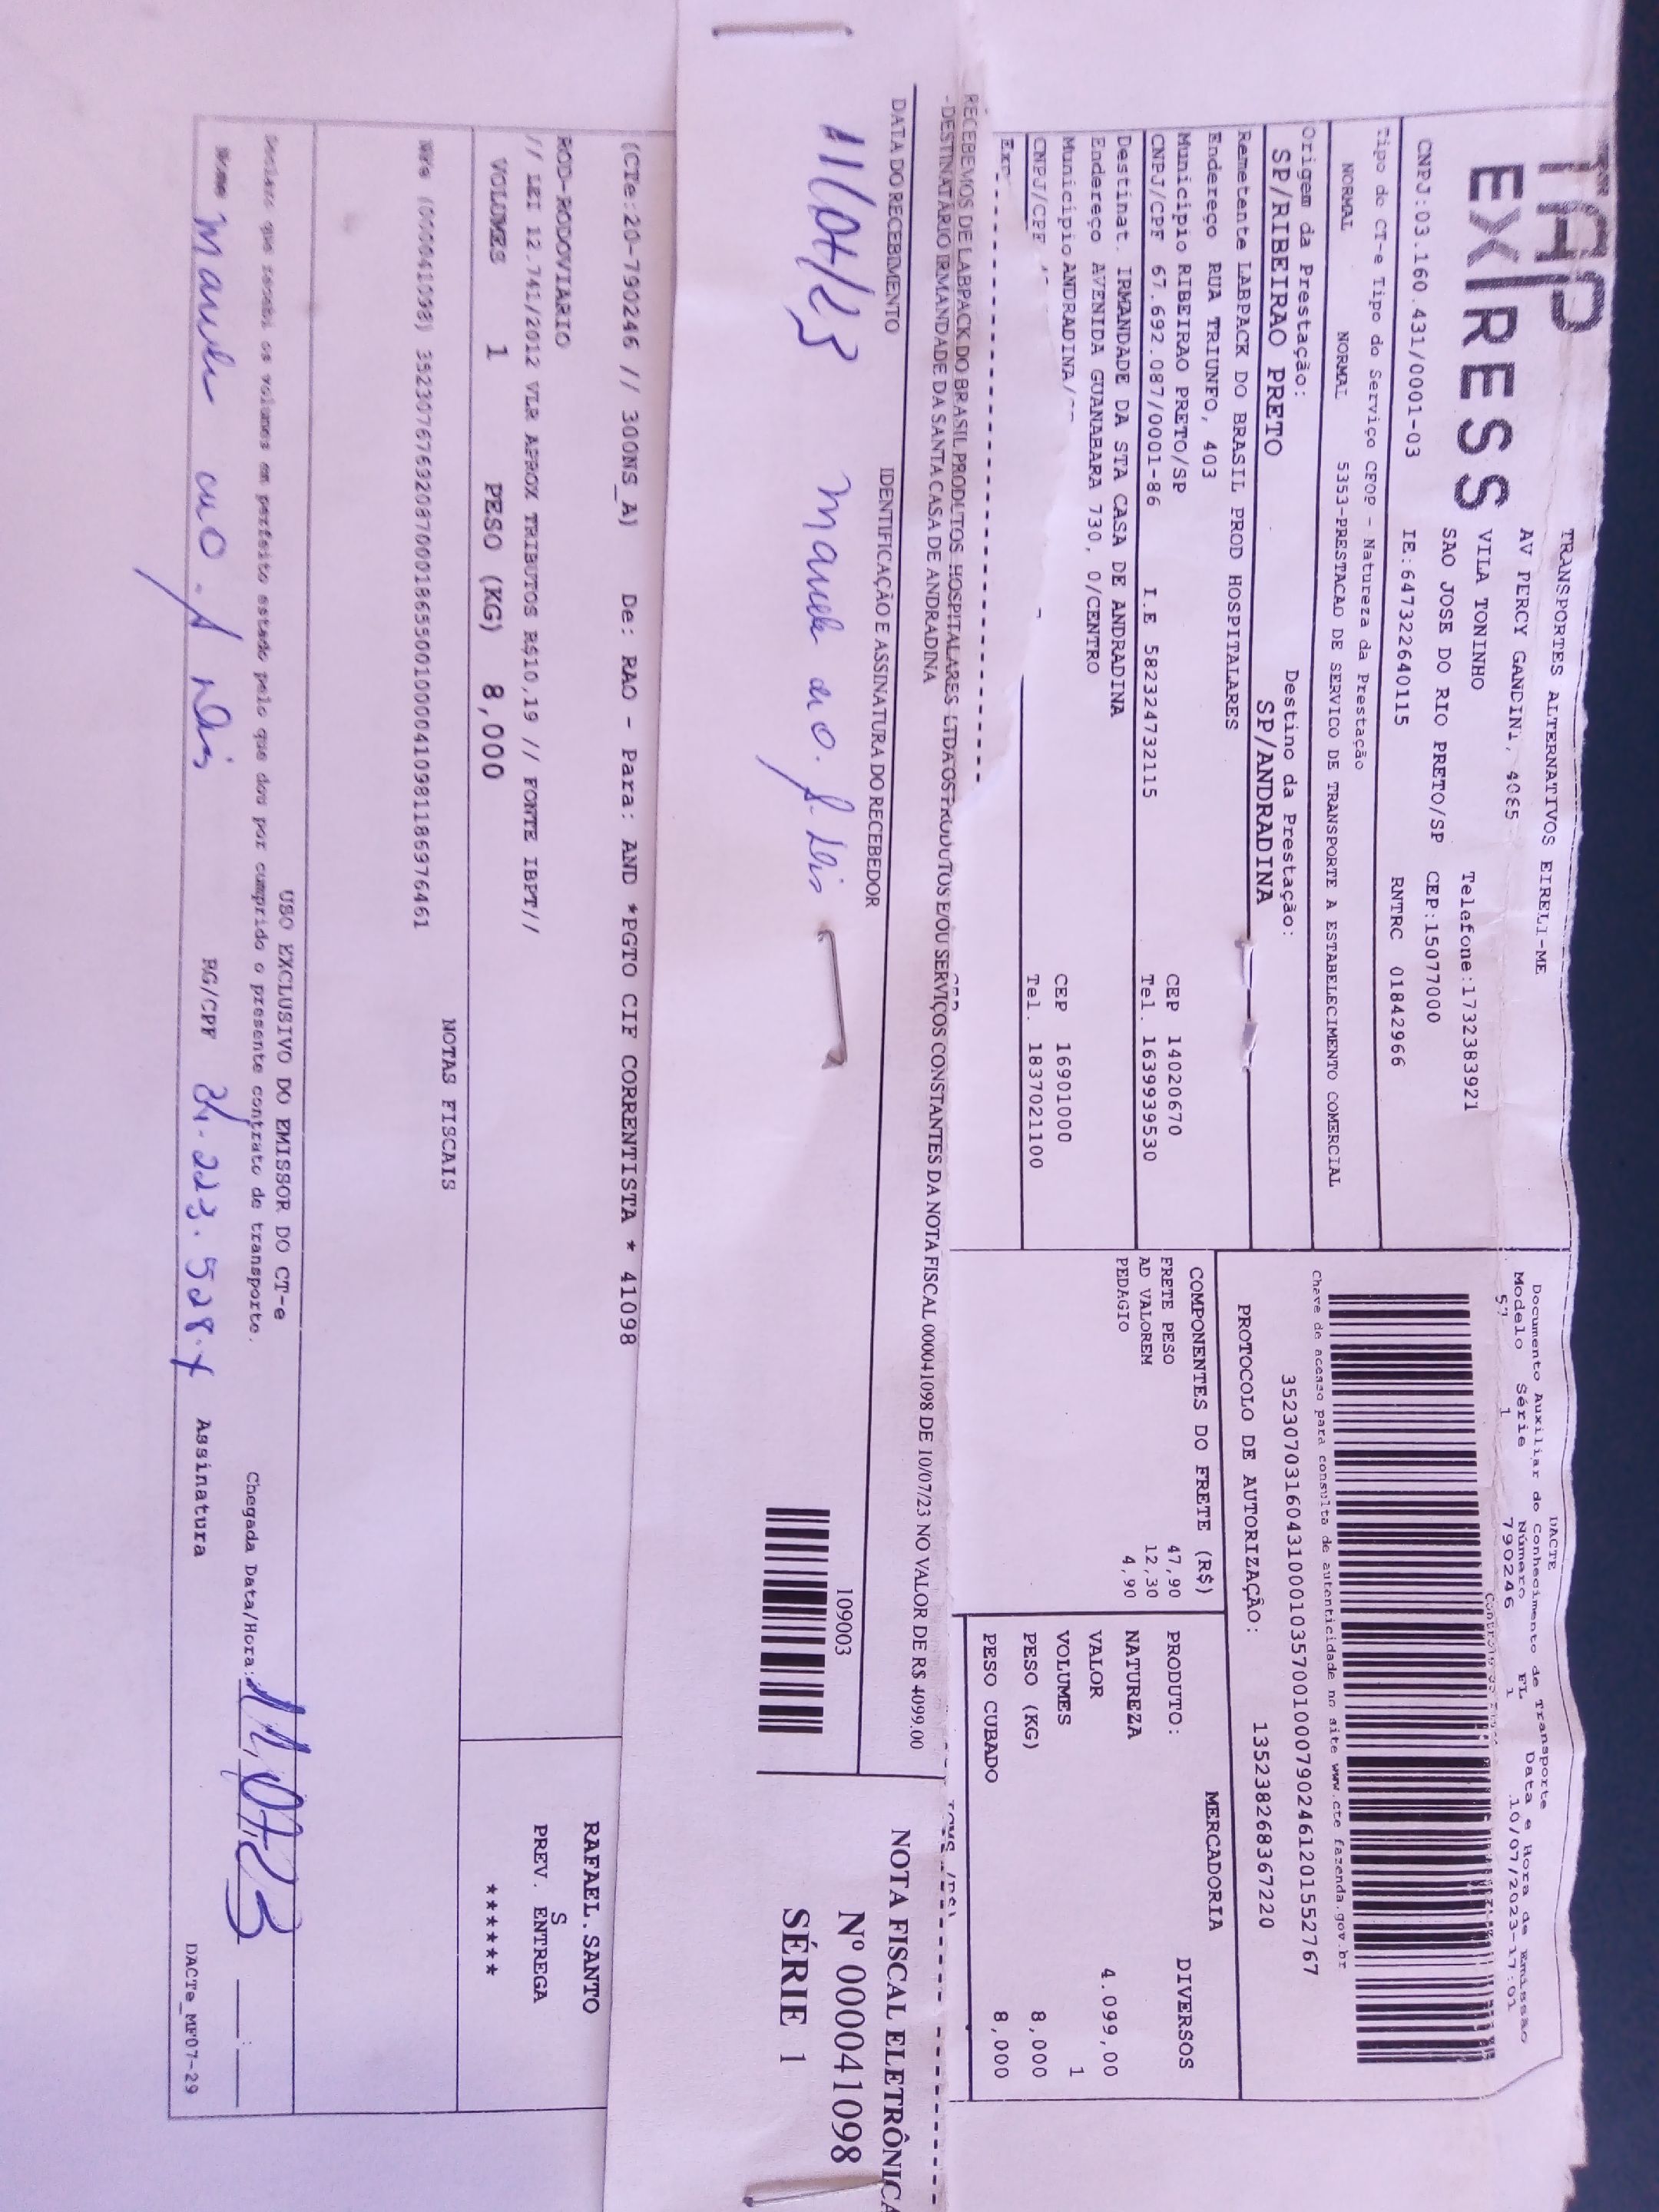 TAP
EX RESS
TRANSPORTES ALTERNATIVOS EIRELI-ME
AV PERCY GANDINI, 4065
VILA TONINHO
Telefone:1732383921
SAO JOSE DO RIO PRETO/SP CEP:15077000
CNPJ:03.160.431/0001-03 IE:647322640115 RNTRC 01842966
Tipo do CT-e Tipo do Serviço CFOP - Natureza da Prestação
NORMAL NORMAL 5353-PRESTACAO DE SERVICO DE TRANSPORTE A ESTABELECIMENTO COMERCIAL
Origem da Prestação: Destino da Prestação:
SP/RIBEIRAO PRETO SP/ANDRADINA
Remetente LABPACK DO BRASIL PROD HOSPITALARES
Endereço RUA TRIUNFO, 403
Municipio RIBEIRAO PRETO/SP CEP 14020670
CNPJ/CPF 67.692.087/0001-86 I.E 582324732115 Tel. 1639939530
Destinat. IRMANDADE DA STA CASA DE ANDRADINA
Endereço AVENIDA GUANABARA 730, 0/CENTRO
Municipio ANDRADINA/ CEP 16901000
CNPJ/CPF Tel. 1837021100
DACTE
Documento Auxiliar do Conhecimento de Transporte
Modelo Série Número FL Data e Hora de Emissão
57 1 790246 1 10/07/2023-17:01
Chave de acesso para consulta de autenticidade no site www.cte fazenda.gov.br
35230703160431000103570010007902461201552767
PROTOCOLO DE AUTORIZAÇÃO: 135238268367220
COMPONENTES DO FRETE (R$)
FRETE PESO 47,90
AD VALOREM 12,30
PEDAGIO 4,90
MERCADORIA
PRODUTO: DIVERSOS
NATUREZA
VALOR 4.099,00
VOLUMES 1
PESO (KG) 8,000
PESO CUBADO 8,000
RECEBEMOS DE LABPACK DO BRASIL PRODUTOS HOSPITALARES LTDA OS PRODUTOS E/OU SERVIÇOS CONSTANTES DA NOTA FISCAL 000041098 DE 10/07/23 NO VALOR DE R$ 4099.00
- DESTINATÁRIO IRMANDADE DA SANTA CASA DE ANDRADINA
DATA DO RECEBIMENTO IDENTIFICAÇÃO E ASSINATURA DO RECEBEDOR
11/07/23
109003
NOTA FISCAL ELETRÔNICA
Nº 000041098
SÉRIE 1
(CTe:20-790246 // 300NS_A) De: RAO - Para: AND *PGTO CIF CORRENTISTA * 41098
ROD-RODOVIARIO
// LEI 12.741/2012 VLR APROX TRIBUTOS R$10,19 // FONTE IBPT//
VOLUMES 1 PESO (KG) 8,000
RAFAEL.SANTO
S
PREV. ENTREGA
******
NOTAS FISCAIS
NFe (000041098) 35230767692087000186550010000410981186976461
USO EXCLUSIVO DO EMISSOR DO CT-e
Declaro que recebi os volumes em perfeito estado pelo que dou por cumprido o presente contrato de transporte.
Chegada Data/Hora: 11/07/23
Nome RG/CPF Assinatura
DACTe_MF07-29